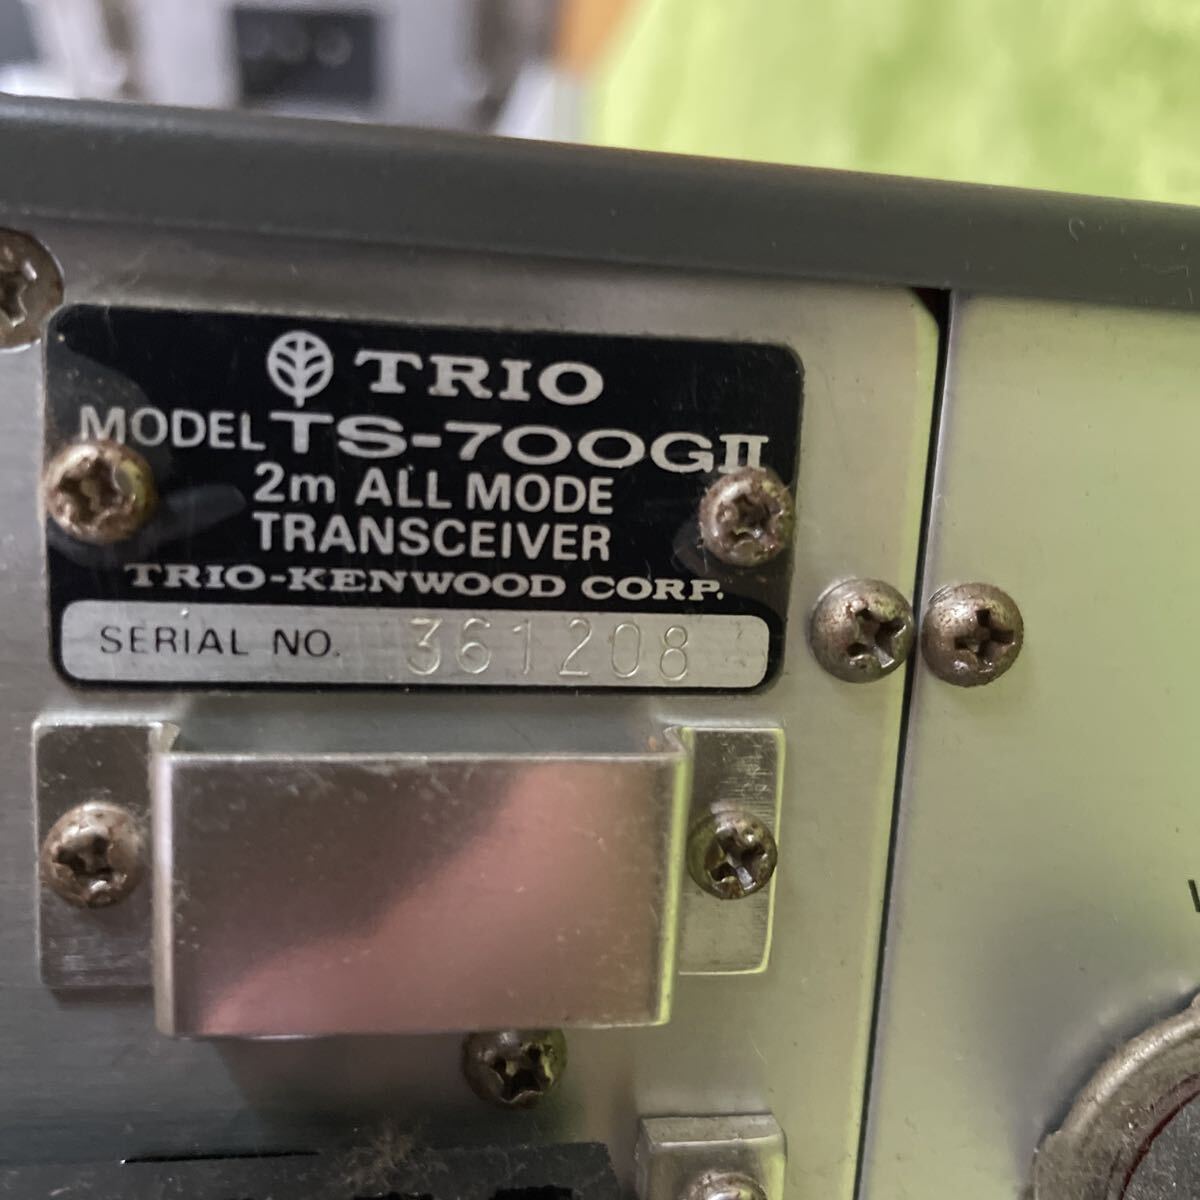 TRIO
MODEL TS-700GII
2m ALL MODE
TRANSCEIVER
TRIO-KENWOOD CORP.
SERIAL NO. 361208